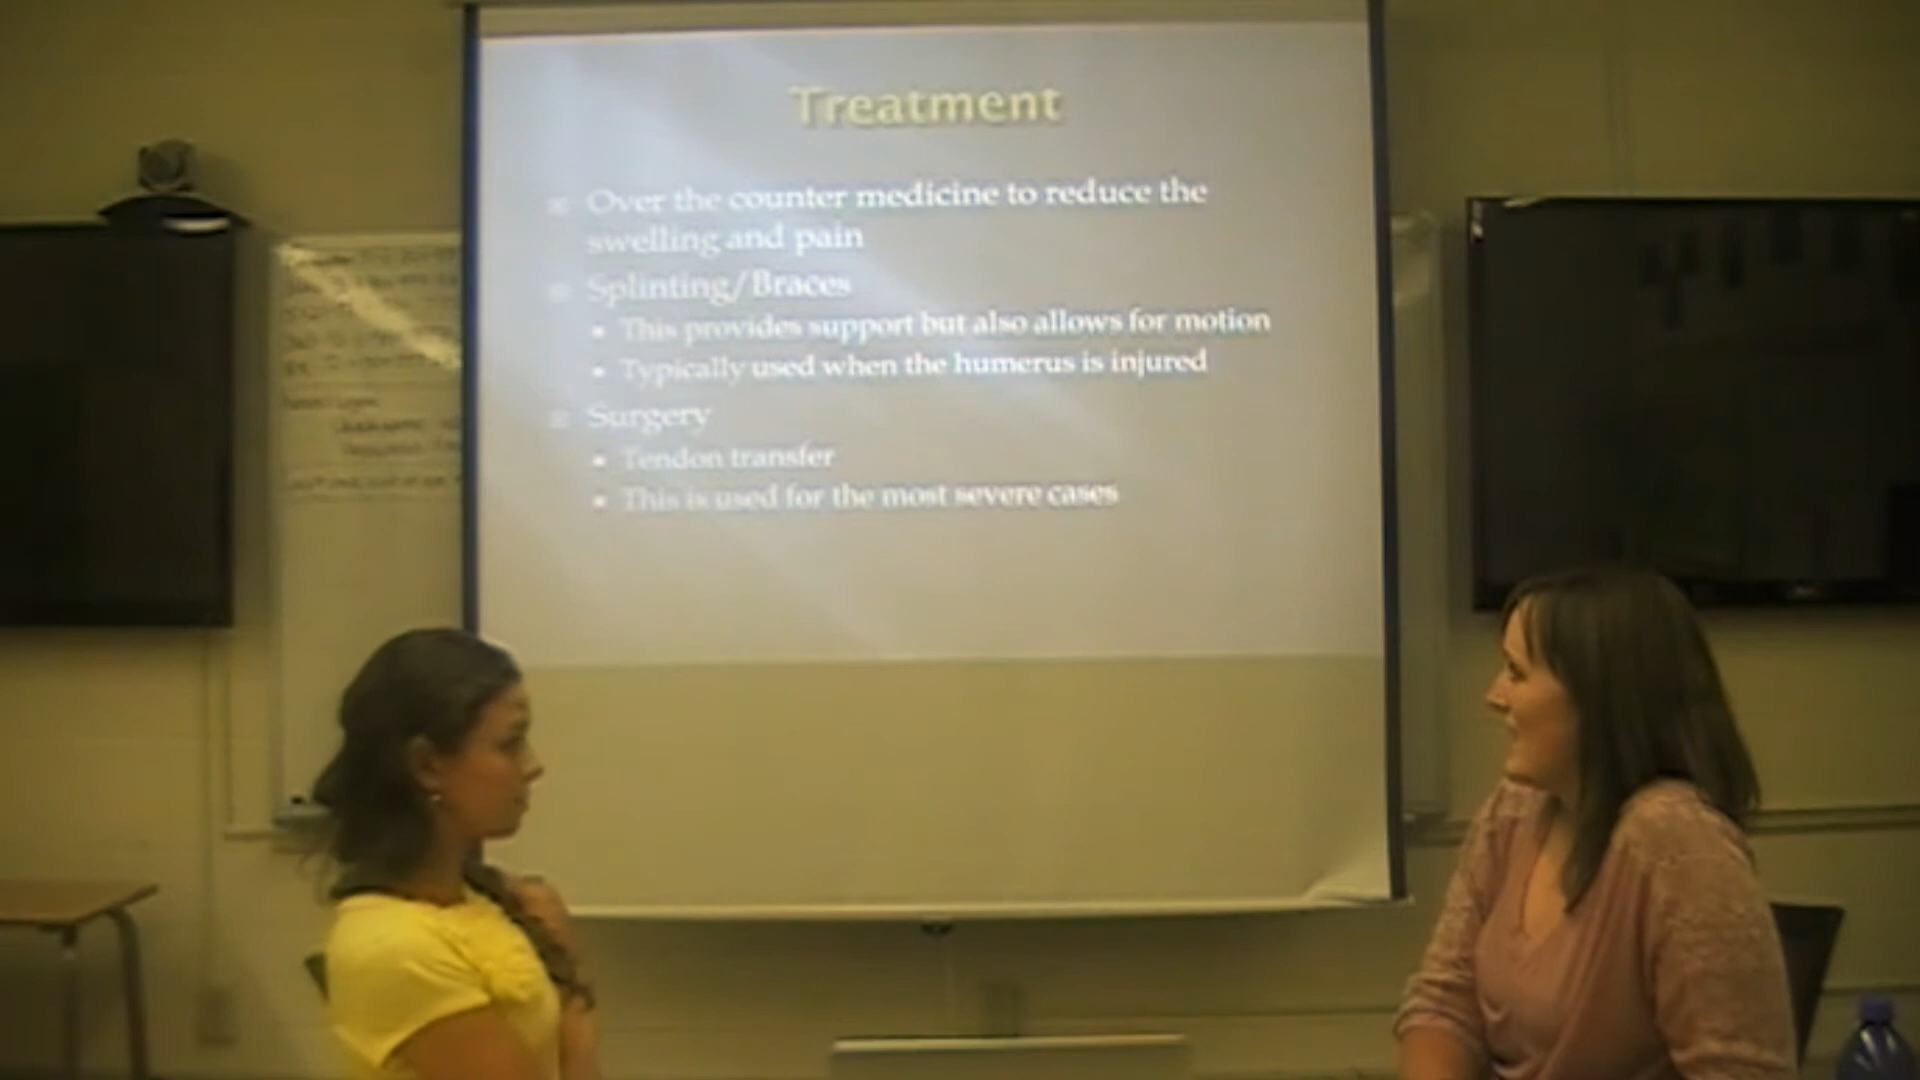 Treatment
Over the counter medicine to reduce the
swelling and pain
Splinting/Braces
This provides support but also allows for motion
Typically used when the humerus is injured
Surgery
Tendon transfer
This is used for the most severe cases